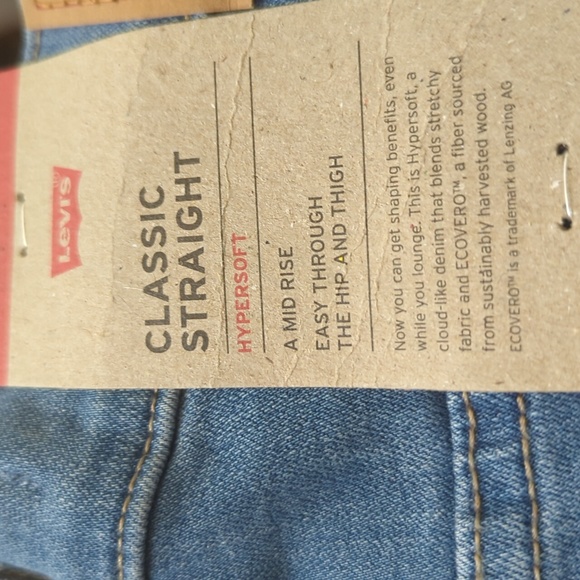 Levi's
CLASSIC
STRAIGHT
HYPERSOFT
A MID RISE
EASY THROUGH
THE HIP AND THIGH
Now you can get shaping benefits, even
while you lounge. This is Hypersoft, a
cloud-like denim that blends stretchy
fabric and ECOVERO™, a fiber sourced
from sustainably harvested wood.
ECOVERO™ is a trademark of Lenzing AG